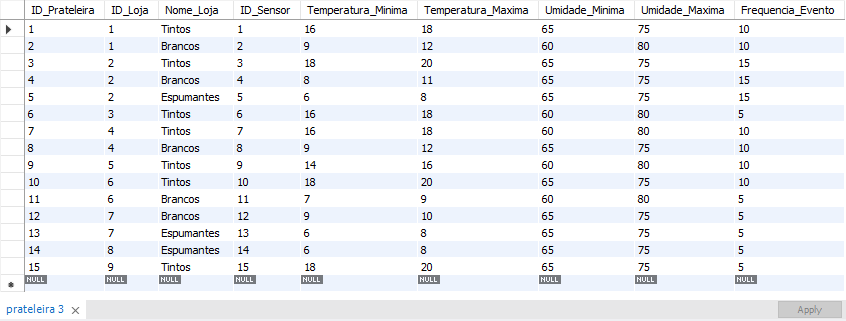 ID_Prateleira ID_Loja Nome_Loja ID_Sensor Temperatura_Minima Temperatura_Maxima Umidade_Minima Umidade_Maxima Frequencia_Evento
1 1 Tintos 1 16 18 65 75 10
2 1 Brancos 2 9 12 60 80 10
3 2 Tintos 3 18 20 65 75 15
4 2 Brancos 4 8 11 65 75 15
5 2 Espumantes 5 6 8 65 75 15
6 3 Tintos 6 16 18 60 80 5
7 4 Tintos 7 16 18 60 80 10
8 4 Brancos 8 9 12 65 75 10
9 5 Tintos 9 14 16 60 80 10
10 6 Tintos 10 18 20 65 75 10
11 6 Brancos 11 7 9 60 80 5
12 7 Brancos 12 9 10 65 75 5
13 7 Espumantes 13 6 8 65 75 5
14 8 Espumantes 14 6 8 65 75 5
15 9 Tintos 15 18 20 65 75 5
NULL NULL NULL NULL NULL NULL NULL NULL NULL
prateleira 3 Apply